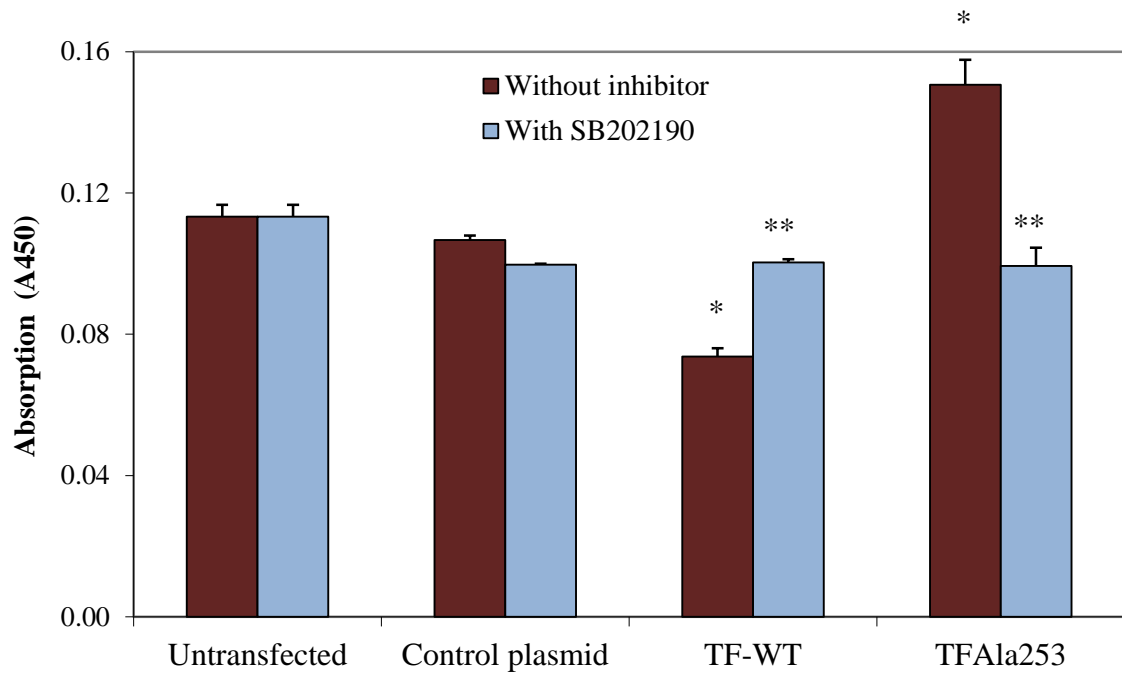 *
0.16
Without inhibitor
With SB202190
0.12
**
**
*
0.08
0.04
0.00
Absorption (A450)
Untransfected Control plasmid TF-WT TFAla253